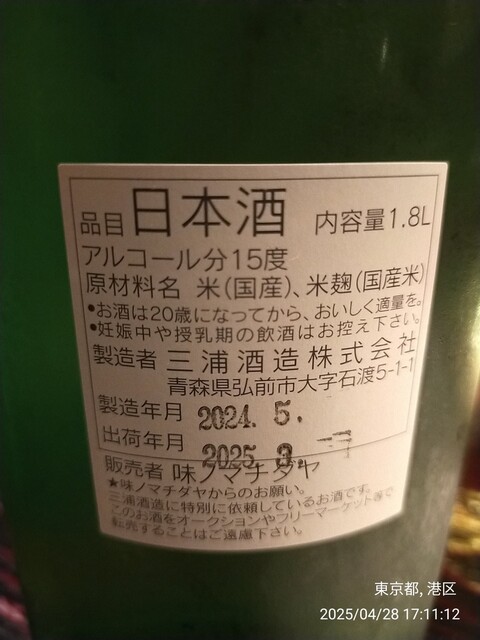 品目 日本酒 内容量1.8L
アルコール分15度
原材料名 米(国産)、米麹(国産米)
●お酒は20歳になってから、おいしく適量を。
●妊娠中や授乳期の飲酒はお控え下さい。
製造者 三浦酒造株式会社
青森県弘前市大字石渡5-1-1
製造年月 2024. 5.
出荷年月 2025. 3.
販売者 味ノマチダヤ
★味ノマチダヤからのお願い。
三浦酒造に特別に依頼しているお酒です。
このお酒をオークションやフリーマーケット等で
転売することはご遠慮下さい。
東京都, 港区
2025/04/28 17:11:12